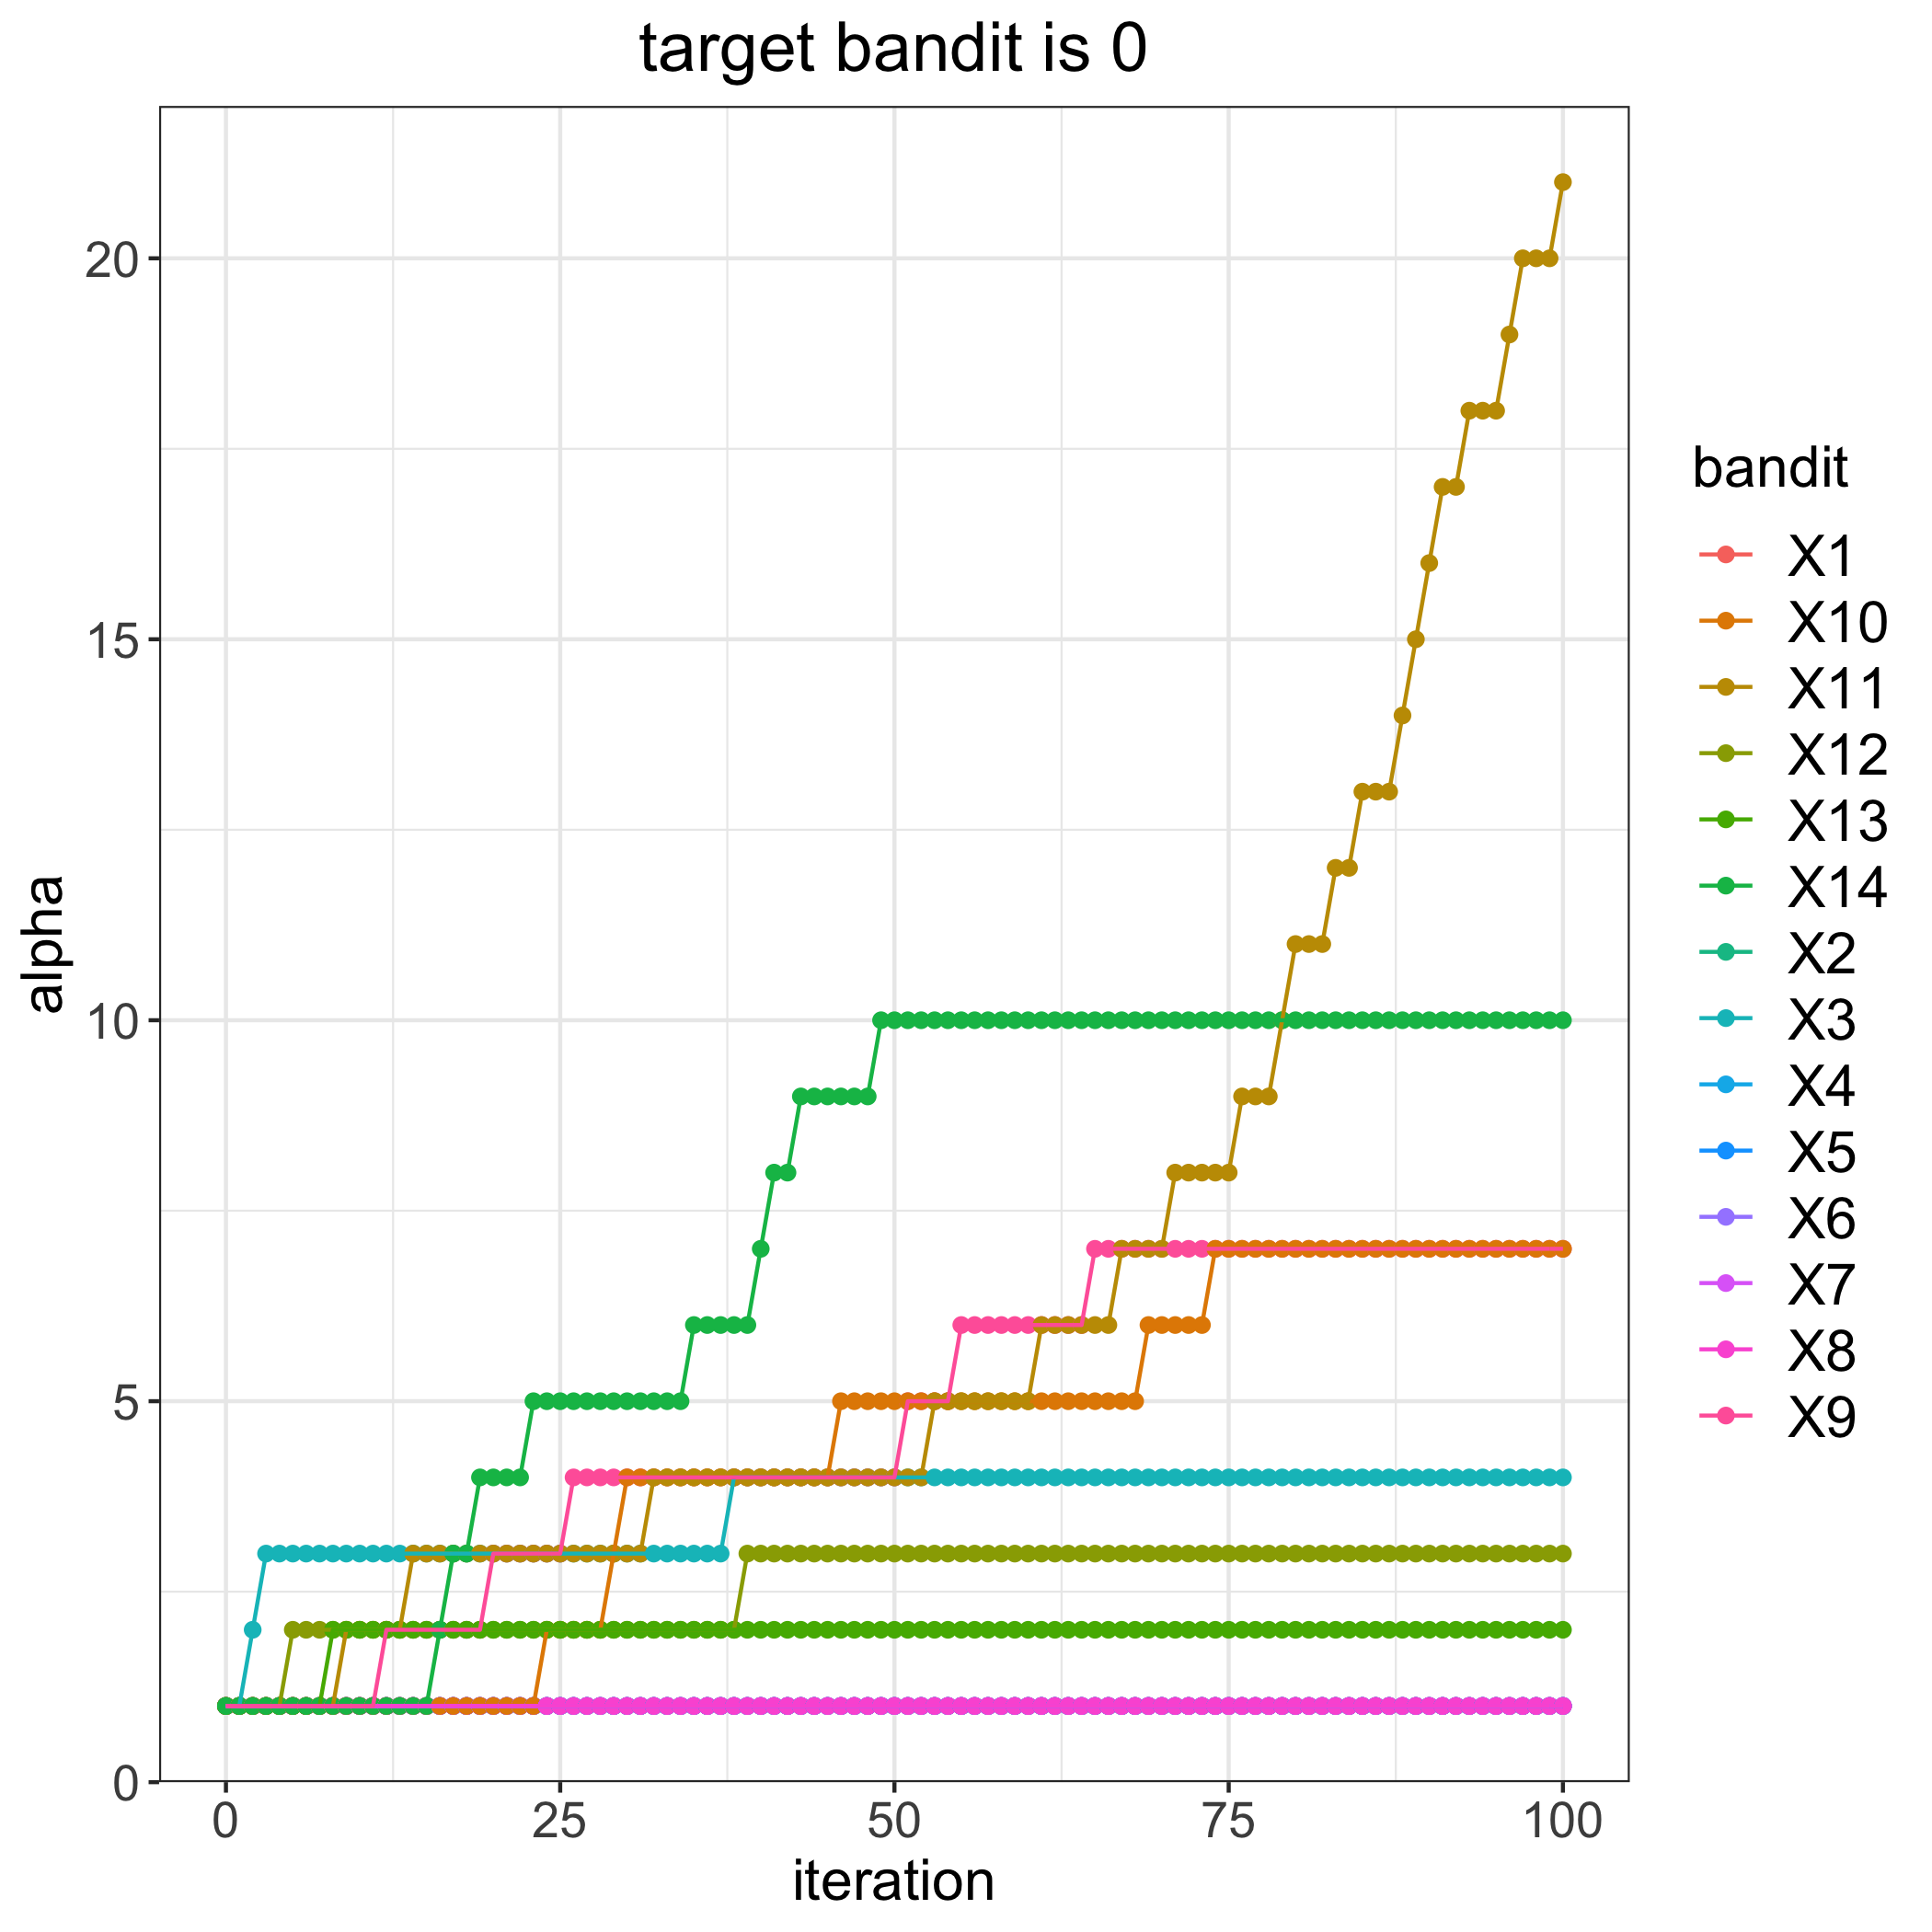 target bandit is 0
20
15
10
5
0
alpha
0 25 50 75 100
iteration
bandit
X1
X10
X11
X12
X13
X14
X2
X3
X4
X5
X6
X7
X8
X9